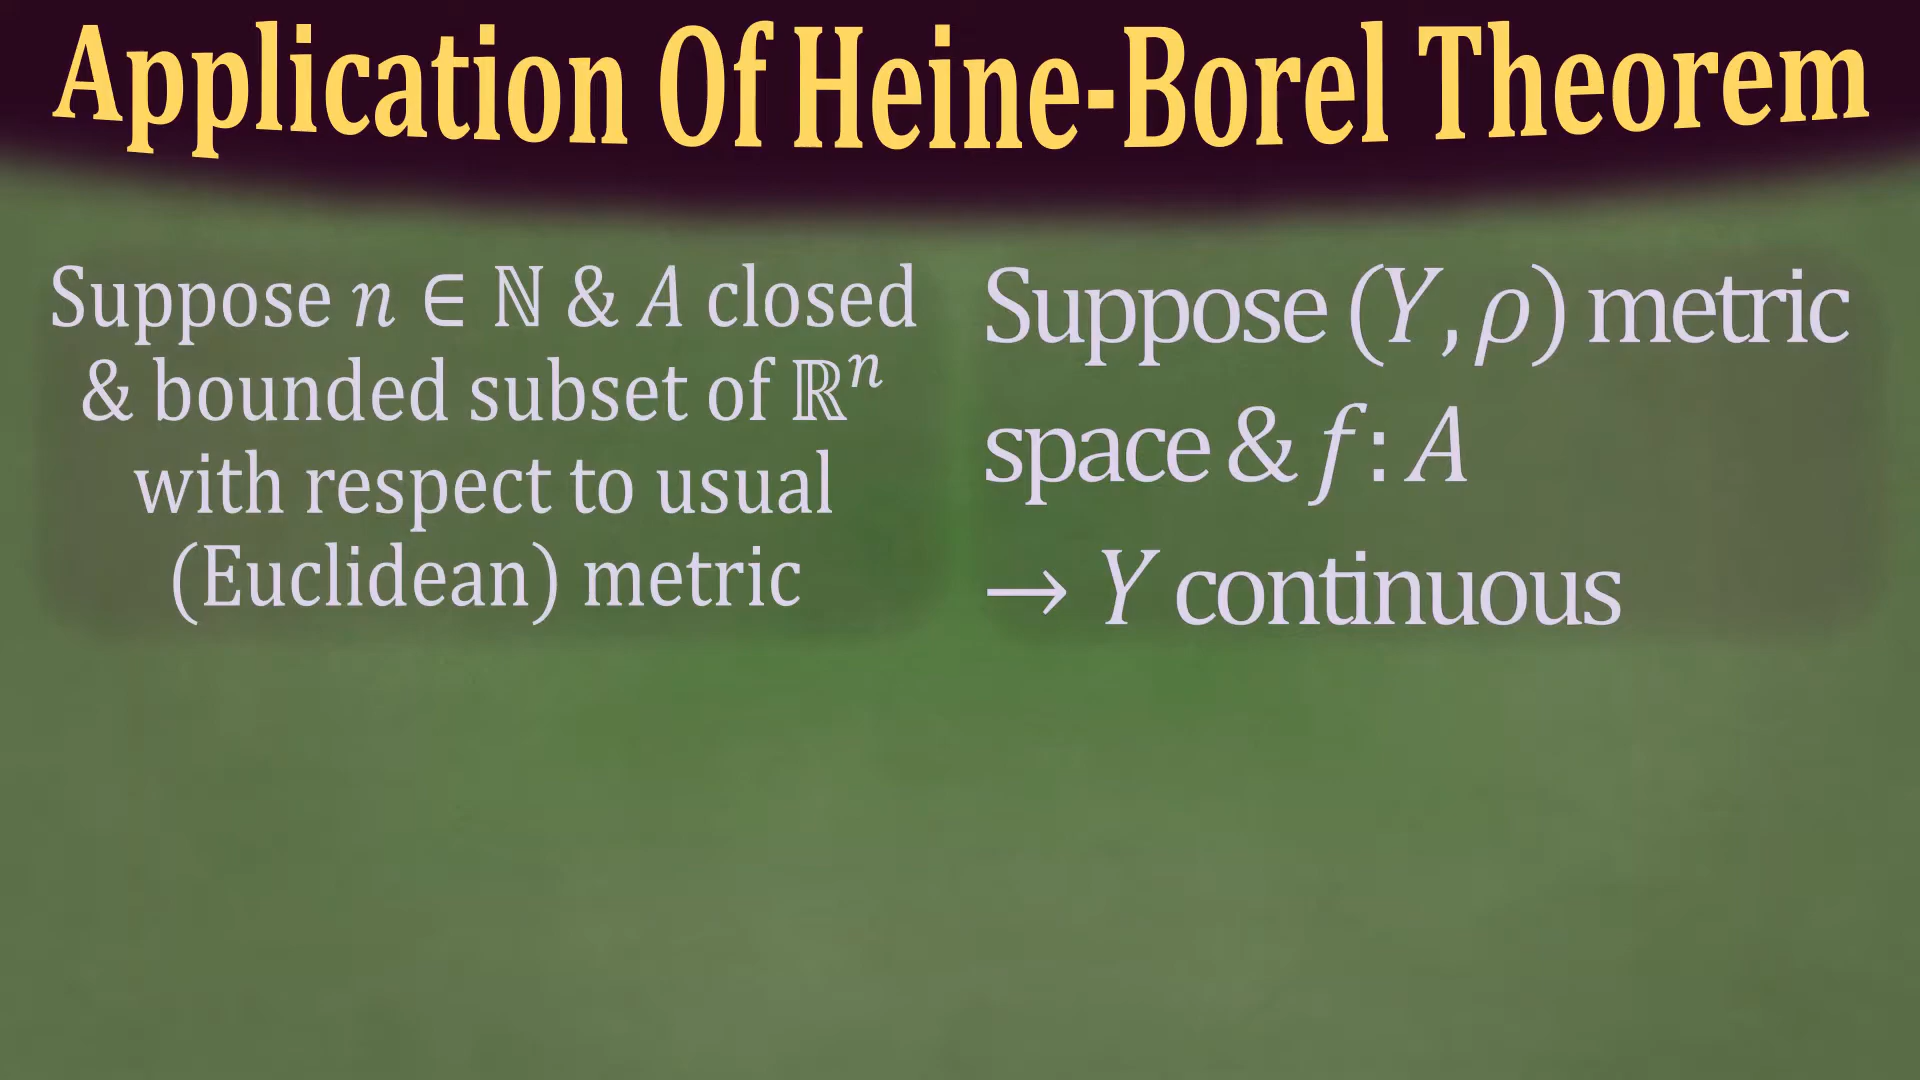 Application Of Heine-Borel Theorem
Suppose 𝑛 ∈ ℕ & 𝐴 closed
& bounded subset of ℝⁿ
with respect to usual
(Euclidean) metric
Suppose (𝑌, 𝜌) metric
space & 𝑓: 𝐴
→ 𝑌 continuous